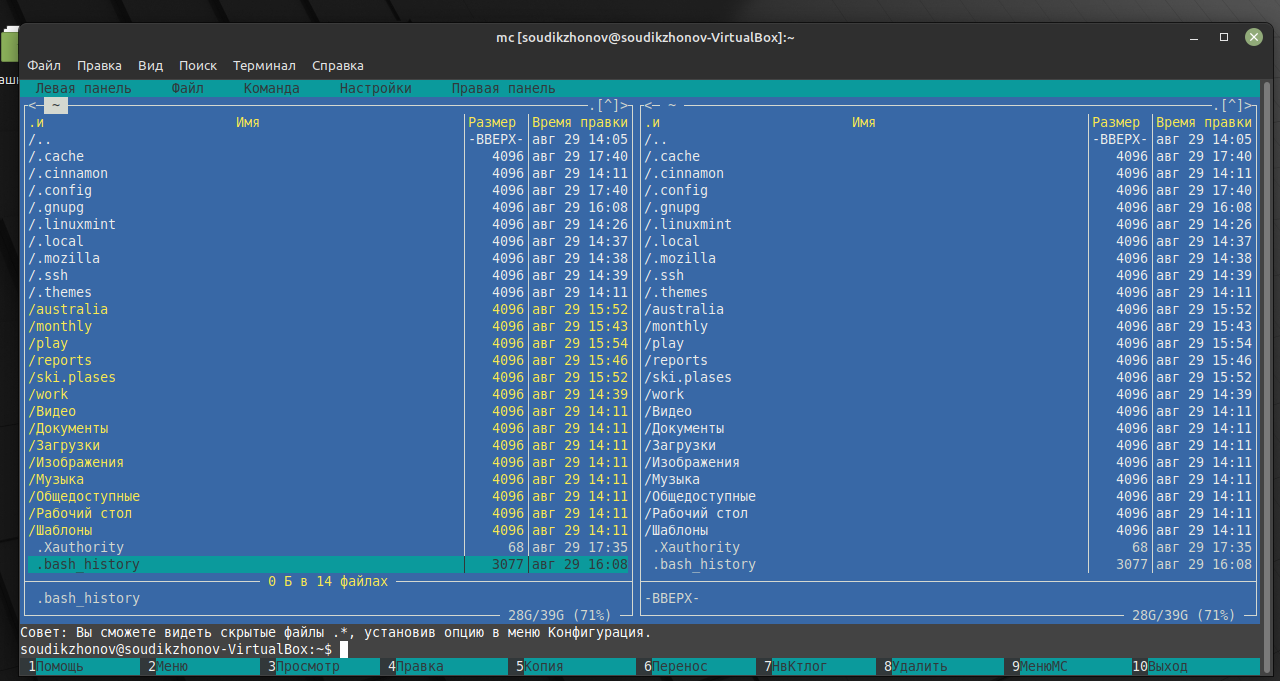 mc [soudikzhonov@soudikzhonov-VirtualBox]:~
Файл Правка Вид Поиск Терминал Справка
Левая панель Файл Команда Настройки Правая панель
<─ ~ .[^]> <─ ~ .[^]>
.и Имя Размер Время правки .и Имя Размер Время правки
/.. -ВВЕРХ- авг 29 14:05 /.. -ВВЕРХ- авг 29 14:05
/.cache 4096 авг 29 17:40 /.cache 4096 авг 29 17:40
/.cinnamon 4096 авг 29 14:11 /.cinnamon 4096 авг 29 14:11
/.config 4096 авг 29 17:40 /.config 4096 авг 29 17:40
/.gnupg 4096 авг 29 16:08 /.gnupg 4096 авг 29 16:08
/.linuxmint 4096 авг 29 14:26 /.linuxmint 4096 авг 29 14:26
/.local 4096 авг 29 14:37 /.local 4096 авг 29 14:37
/.mozilla 4096 авг 29 14:38 /.mozilla 4096 авг 29 14:38
/.ssh 4096 авг 29 14:39 /.ssh 4096 авг 29 14:39
/.themes 4096 авг 29 14:11 /.themes 4096 авг 29 14:11
/australia 4096 авг 29 15:52 /australia 4096 авг 29 15:52
/monthly 4096 авг 29 15:43 /monthly 4096 авг 29 15:43
/play 4096 авг 29 15:54 /play 4096 авг 29 15:54
/reports 4096 авг 29 15:46 /reports 4096 авг 29 15:46
/ski.plases 4096 авг 29 15:52 /ski.plases 4096 авг 29 15:52
/work 4096 авг 29 14:39 /work 4096 авг 29 14:39
/Видео 4096 авг 29 14:11 /Видео 4096 авг 29 14:11
/Документы 4096 авг 29 14:11 /Документы 4096 авг 29 14:11
/Загрузки 4096 авг 29 14:11 /Загрузки 4096 авг 29 14:11
/Изображения 4096 авг 29 14:11 /Изображения 4096 авг 29 14:11
/Музыка 4096 авг 29 14:11 /Музыка 4096 авг 29 14:11
/Общедоступные 4096 авг 29 14:11 /Общедоступные 4096 авг 29 14:11
/Рабочий стол 4096 авг 29 14:11 /Рабочий стол 4096 авг 29 14:11
/Шаблоны 4096 авг 29 14:11 /Шаблоны 4096 авг 29 14:11
.Xauthority 68 авг 29 17:35 .Xauthority 68 авг 29 17:35
.bash_history 3077 авг 29 16:08 .bash_history 3077 авг 29 16:08
0 Б в 14 файлах
.bash_history -ВВЕРХ-
28G/39G (71%) 28G/39G (71%)
Совет: Вы сможете видеть скрытые файлы .*, установив опцию в меню Конфигурация.
soudikzhonov@soudikzhonov-VirtualBox:~$
1Помощь 2Меню 3Просмотр 4Правка 5Копия 6Перенос 7НвКтлог 8Удалить 9МенюMC 10Выход